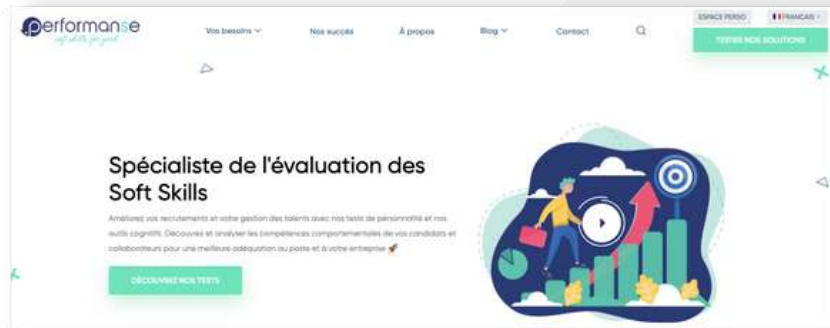 performanse
soft skills for good
Vos besoins
Nos succès
À propos
Blog
Contact
ESPACE PERSO
FRANÇAIS
TESTER NOS SOLUTIONS
Spécialiste de l'évaluation des
Soft Skills
Améliorez vos recrutements et votre gestion des talents avec nos tests de personnalité et nos
outils cognitifs. Découvrez et analyser les compétences comportementales de vos candidats et
collaborateurs pour une meilleure adéquation au poste et à votre entreprise 🚀
DÉCOUVREZ NOS TESTS